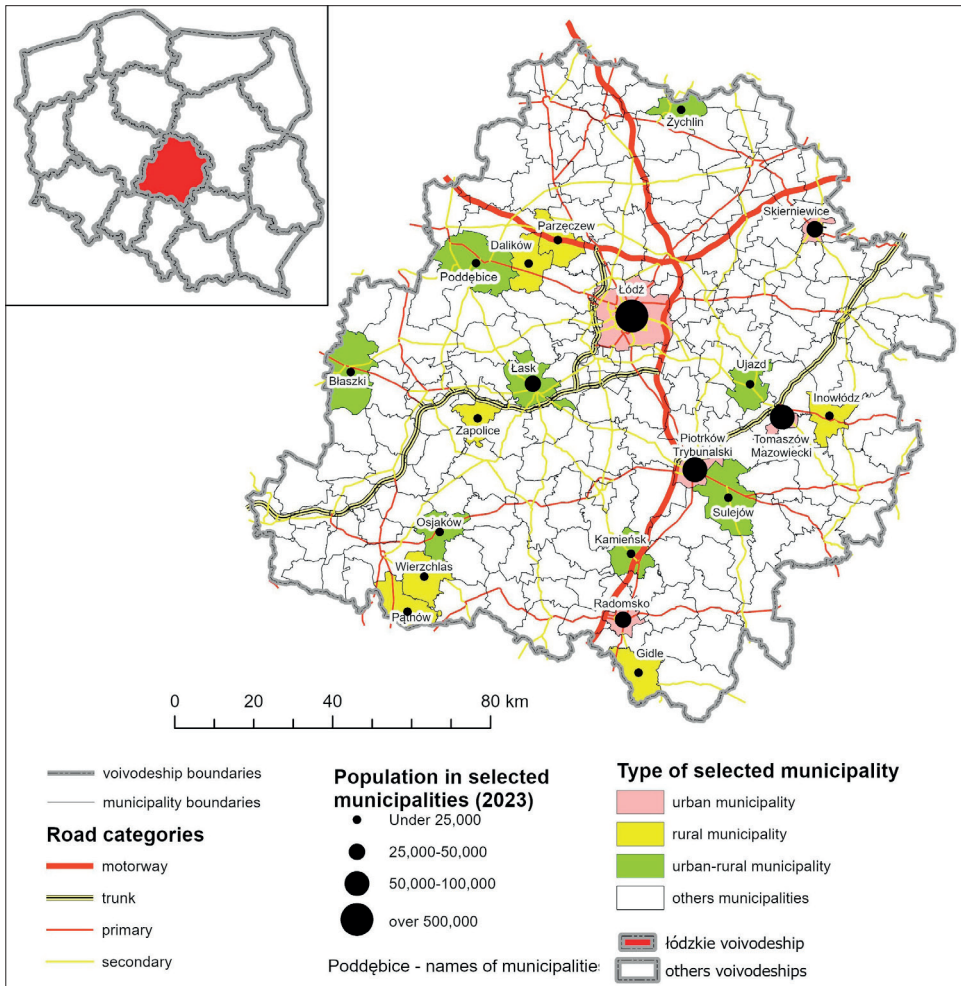 Żychlin
Skierniewice
Parzęczew
Dalików
Poddębice
Łódź
Ujazd
Łask
Błaszki
Inowłódz
Zapolice
Tomaszów
Mazowiecki
Piotrków
Trybunalski
Sulejów
Osjaków
Kamieńsk
Wierzchlas
Radomsko
Pątnów
Gidle
0 20 40 60 80 km
voivodeship boundaries
municipality boundaries
Road categories
motorway
trunk
primary
secondary
Population in selected
municipalities (2023)
Under 25,000
25,000-50,000
50,000-100,000
over 500,000
Poddębice - names of municipalities
Type of selected municipality
urban municipality
rural municipality
urban-rural municipality
others municipalities
łódzkie voivodeship
others voivodeships